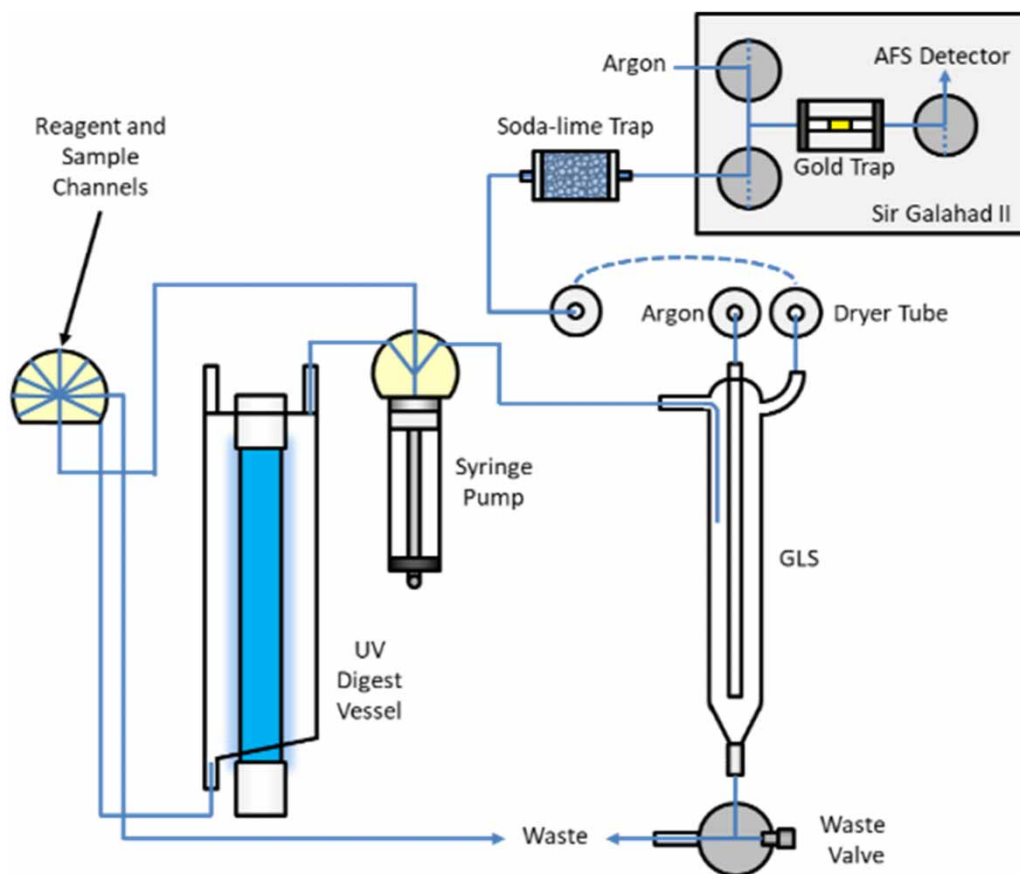 Argon
AFS Detector
Reagent and
Sample
Channels
Soda-lime Trap
Gold Trap
Sir Galahad II
Argon
Dryer Tube
Syringe
Pump
GLS
UV
Digest
Vessel
Waste
Waste
Valve